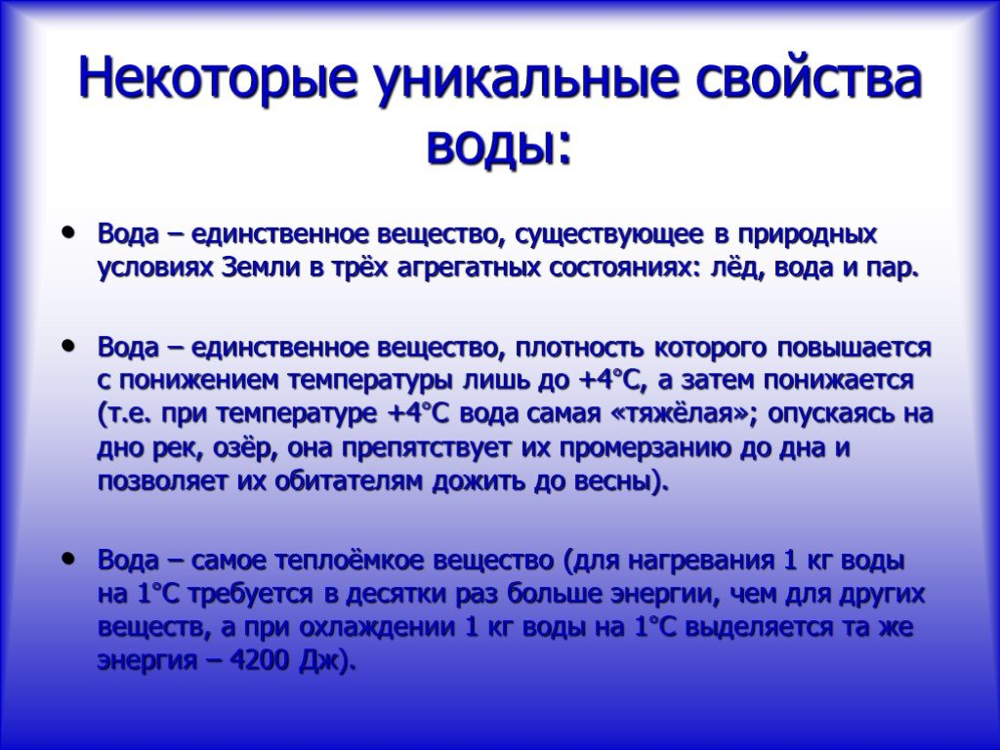 Некоторые уникальные свойства
воды:
• Вода – единственное вещество, существующее в природных
условиях Земли в трёх агрегатных состояниях: лёд, вода и пар.
• Вода – единственное вещество, плотность которого повышается
с понижением температуры лишь до +4°С, а затем понижается
(т.е. при температуре +4°С вода самая «тяжёлая»; опускаясь на
дно рек, озёр, она препятствует их промерзанию до дна и
позволяет их обитателям дожить до весны).
• Вода – самое теплоёмкое вещество (для нагревания 1 кг воды
на 1°С требуется в десятки раз больше энергии, чем для других
веществ, а при охлаждении 1 кг воды на 1°С выделяется та же
энергия – 4200 Дж).